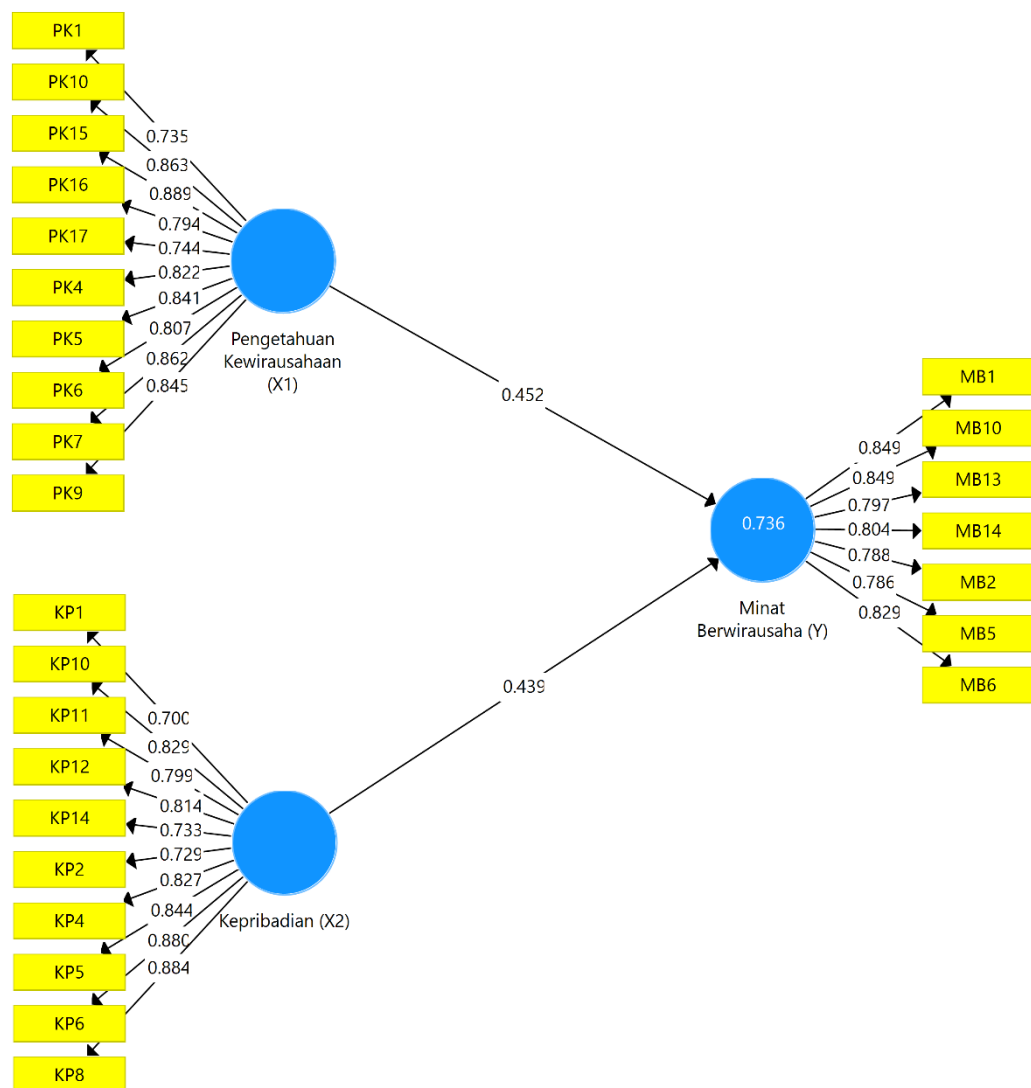 PK1
PK10
PK15
PK16
PK17
PK4
PK5
PK6
PK7
PK9
0.735
0.863
0.889
0.794
0.744
0.822
0.841
0.807
0.862
0.845
Pengetahuan
Kewirausahaan
(X1)
0.452
KP1
KP10
KP11
KP12
KP14
KP2
KP4
KP5
KP6
KP8
0.700
0.829
0.799
0.814
0.733
0.729
0.827
0.844
0.880
0.884
Kepribadian (X2)
0.439
0.736
Minat
Berwirausaha (Y)
0.849
0.849
0.797
0.804
0.788
0.786
0.829
MB1
MB10
MB13
MB14
MB2
MB5
MB6